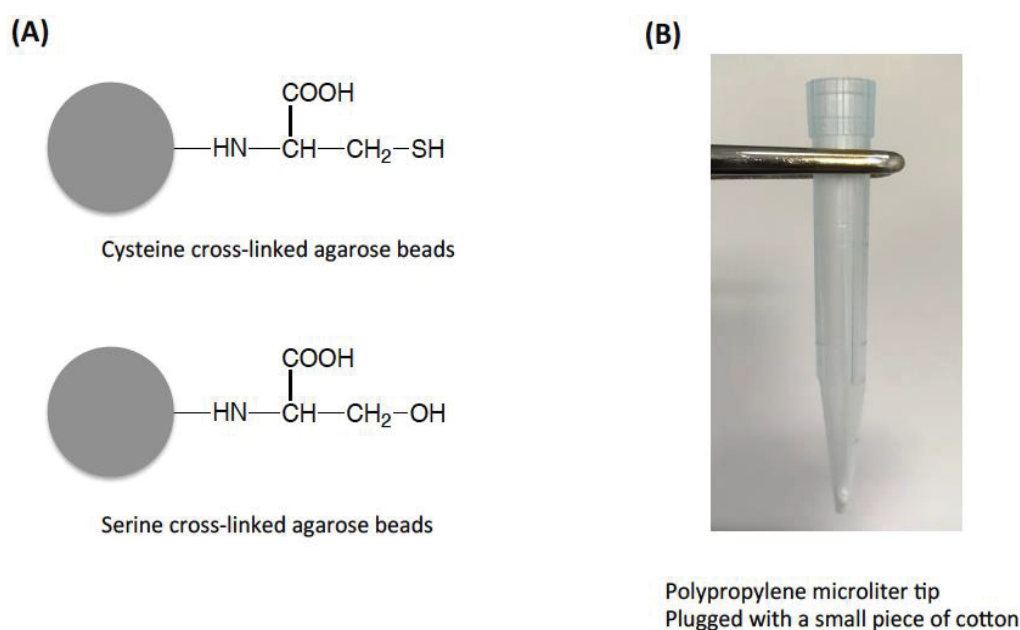 (A)
COOH
HN—CH—CH₂—SH
Cysteine cross-linked agarose beads
COOH
HN—CH—CH₂—OH
Serine cross-linked agarose beads
(B)
Polypropylene microliter tip
Plugged with a small piece of cotton